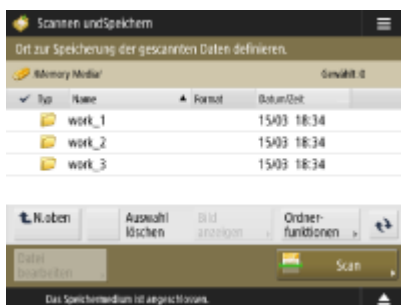 Scannen und Speichern
Ort zur Speicherung der gescannten Daten definieren.
Memory Media/ Gewählt: 0
Typ Name Format Datum/Zeit
work_1 15/03 18:34
work_2 15/03 18:34
work_3 15/03 18:34
N.oben Auswahl löschen Bild anzeigen Ordner-funktionen
Datei bearbeiten Scan
Das Speichermedium ist angeschlossen.